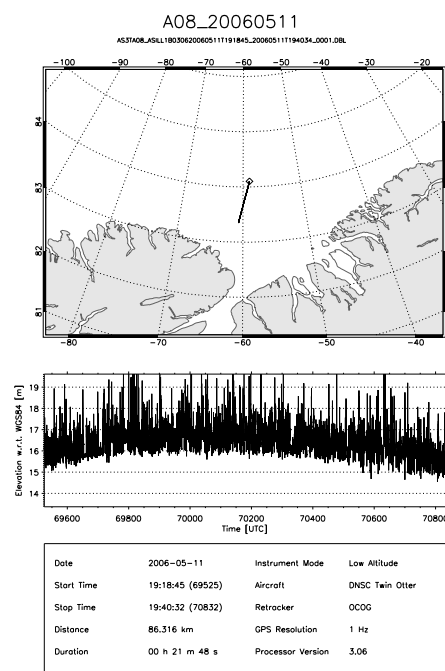 A08_20060511
AS3TA08_ASILL1B030620060511T191845_20060511T194034_0001.DBL
-100 -90 -80 -70 -60 -50 -40 -30 -20
84
83
82
81
-80 -70 -60 -50 -40
Elevation w.r.t. WGS84 [m]
19
18
17
16
15
14
69600 69800 70000 70200 70400 70600 70800
Time [UTC]
Date 2006-05-11 Instrument Mode Low Altitude
Start Time 19:18:45 (69525) Aircraft DNSC Twin Otter
Stop Time 19:40:32 (70832) Retracker OCOG
Distance 86.316 km GPS Resolution 1 Hz
Duration 00 h 21 m 48 s Processor Version 3.06